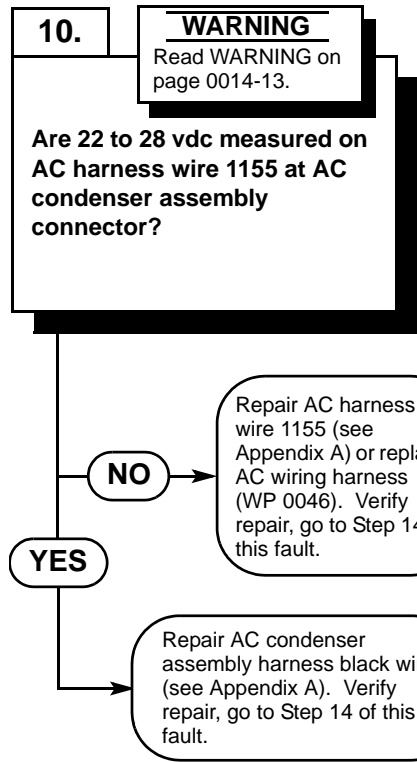 10.
WARNING
Read WARNING on
page 0014-13.
Are 22 to 28 vdc measured on
AC harness wire 1155 at AC
condenser assembly
connector?
NO
Repair AC harness
wire 1155 (see
Appendix A) or
AC wiring harness
(WP 0046). Verify
repair, go to Step 14
this fault.
YES
Repair AC condenser
assembly harness black
(see Appendix A). Verify
repair, go to Step 14 of this
fault.